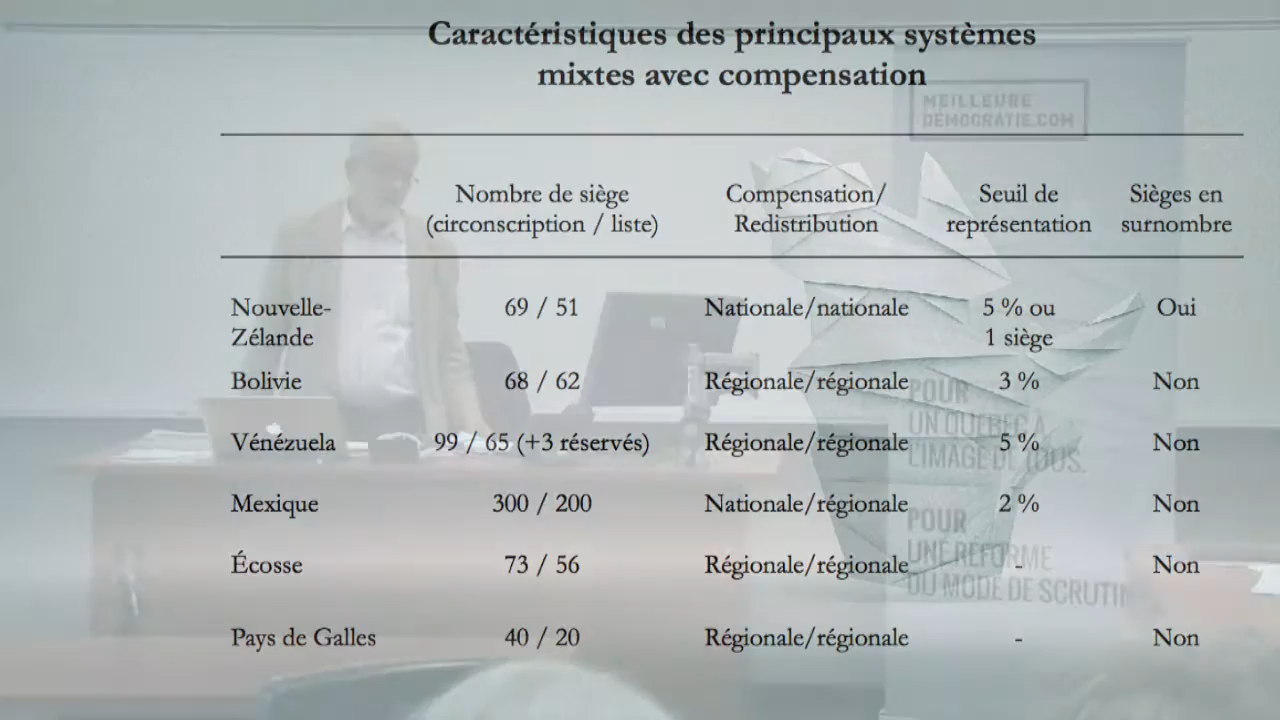 Caractéristiques des principaux systèmes
mixtes avec compensation
MEILLEURE
DÉMOCRATIE.COM
Nombre de siège
(circonscription / liste)
Compensation/
Redistribution
Seuil de
représentation
Sièges en
surnombre
Nouvelle-
Zélande
69 / 51
Nationale/nationale
5 % ou
1 siège
Oui
Bolivie
68 / 62
Régionale/régionale
3 %
Non
Vénézuela
99 / 65 (+3 réservés)
Régionale/régionale
5 %
Non
Mexique
300 / 200
Nationale/régionale
2 %
Non
Écosse
73 / 56
Régionale/régionale
-
Non
Pays de Galles
40 / 20
Régionale/régionale
-
Non
POUR
UN QUÉBEC À
L'IMAGE DE TOUS.
POUR
UNE RÉFORME
DU MODE DE SCRUTIN